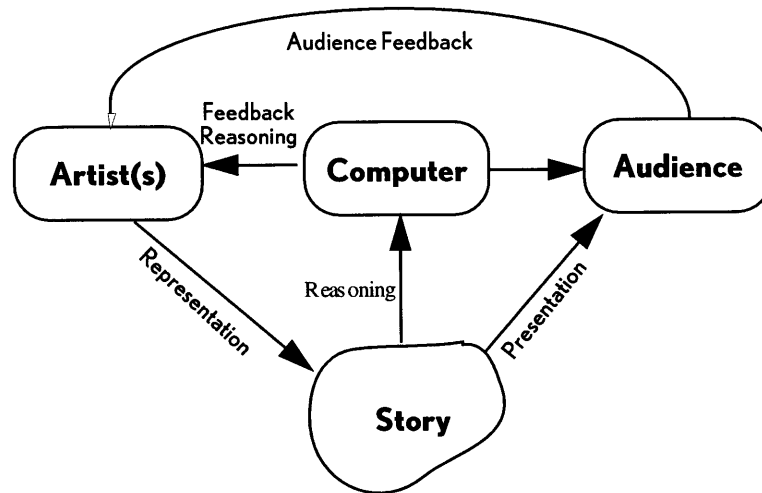 Audience Feedback
Feedback
Reasoning
Artist(s)
Computer
Audience
Representation
Reasoning
Presentation
Story